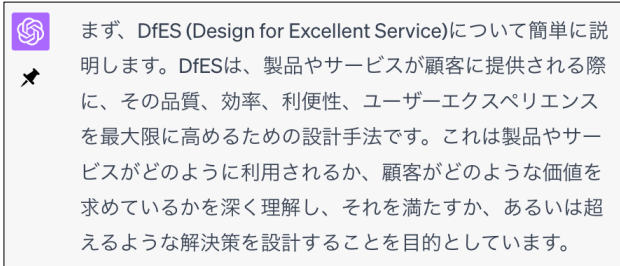 まず、DfES (Design for Excellent Service)について簡単に説
明します。DfESは、製品やサービスが顧客に提供される際
に、その品質、効率、利便性、ユーザーエクスペリエンス
を最大限に高めるための設計手法です。これは製品やサー
ビスがどのように利用されるか、顧客がどのような価値を
求めているかを深く理解し、それを満たすか、あるいは超
えるような解決策を設計することを目的としています。